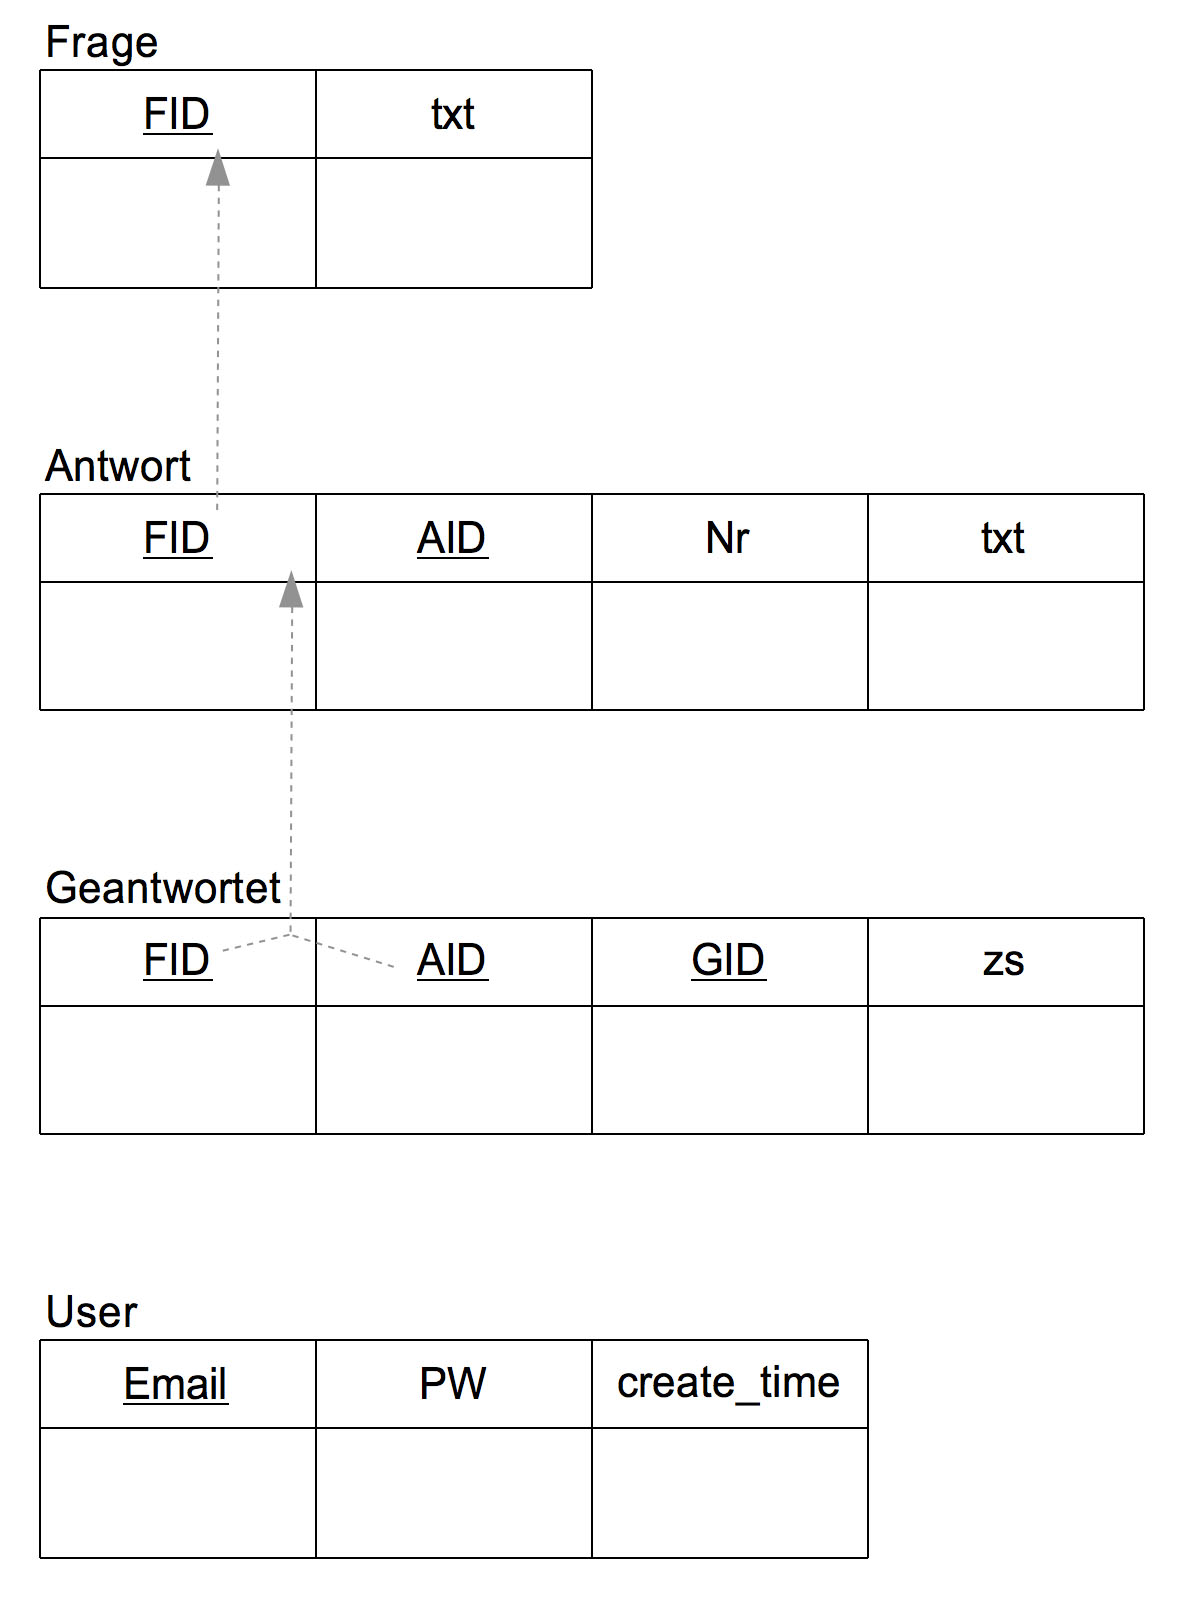 Frage
FID txt
Antwort
FID AID Nr txt
Geantwortet
FID AID GID zs
User
Email PW create_time